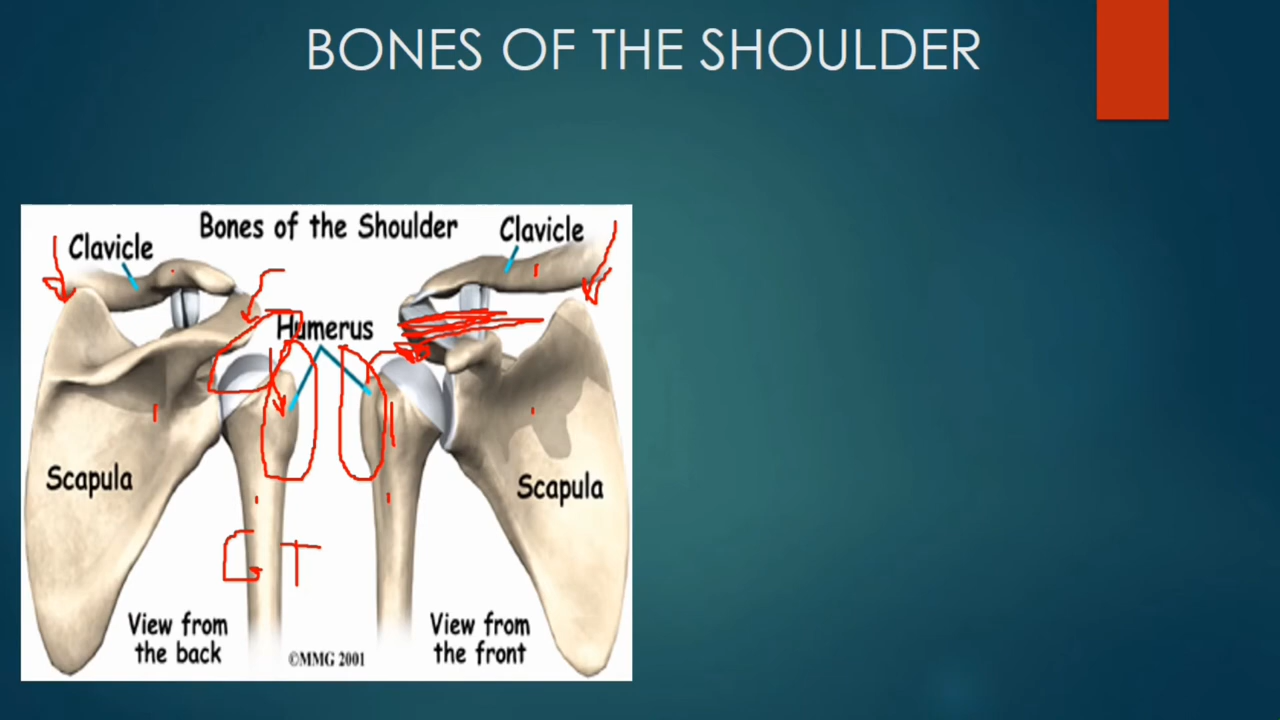 BONES OF THE SHOULDER
Bones of the Shoulder
Clavicle
Clavicle
Humerus
Scapula
Scapula
G T
View from
the back
View from
the front
©MMG 2001